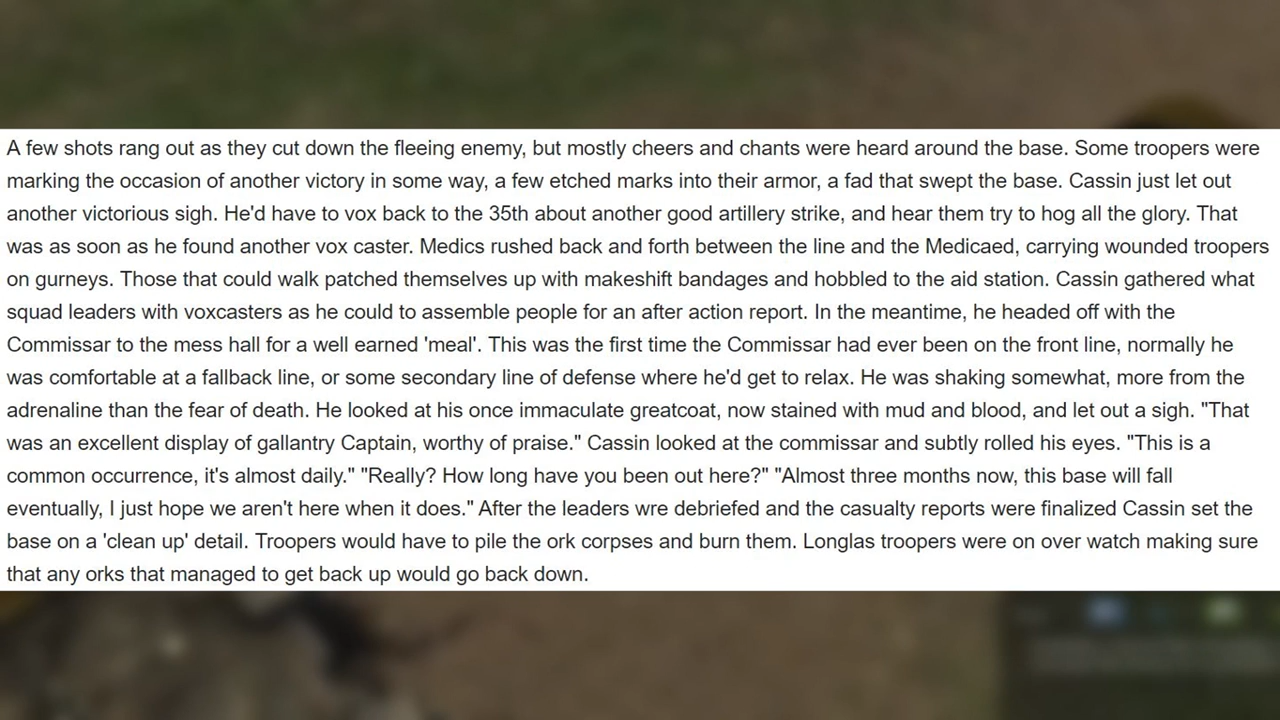 A few shots rang out as they cut down the fleeing enemy, but mostly cheers and chants were heard around the base. Some troopers were
marking the occasion of another victory in some way, a few etched marks into their armor, a fad that swept the base. Cassin just let out
another victorious sigh. He'd have to vox back to the 35th about another good artillery strike, and hear them try to hog all the glory. That
was as soon as he found another vox caster. Medics rushed back and forth between the line and the Medicaed, carrying wounded troopers
on gurneys. Those that could walk patched themselves up with makeshift bandages and hobbled to the aid station. Cassin gathered what
squad leaders with voxcasters as he could to assemble people for an after action report. In the meantime, he headed off with the
Commissar to the mess hall for a well earned 'meal'. This was the first time the Commissar had ever been on the front line, normally he
was comfortable at a fallback line, or some secondary line of defense where he'd get to relax. He was shaking somewhat, more from the
adrenaline than the fear of death. He looked at his once immaculate greatcoat, now stained with mud and blood, and let out a sigh. "That
was an excellent display of gallantry Captain, worthy of praise." Cassin looked at the commissar and subtly rolled his eyes. "This is a
common occurrence, it's almost daily." "Really? How long have you been out here?" "Almost three months now, this base will fall
eventually, I just hope we aren't here when it does." After the leaders wre debriefed and the casualty reports were finalized Cassin set the
base on a 'clean up' detail. Troopers would have to pile the ork corpses and burn them. Longlas troopers were on over watch making sure
that any orks that managed to get back up would go back down.